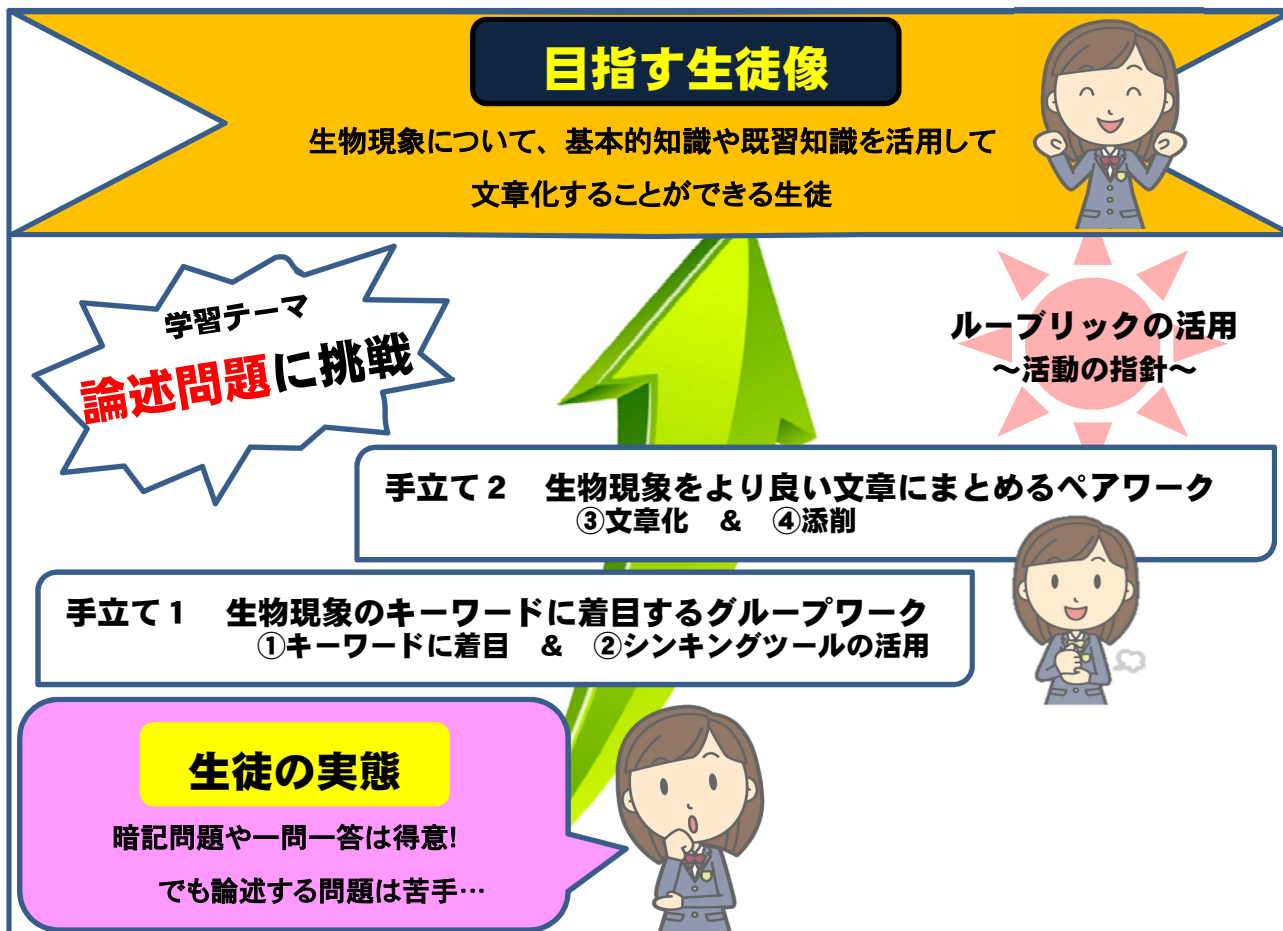 目指す生徒像
生物現象について、基本的知識や既習知識を活用して
文章化することができる生徒
学習テーマ
論述問題に挑戦
ルーブリックの活用
～活動の指針～
手立て２　生物現象をより良い文章にまとめるペアワーク
③文章化　＆　④添削
手立て１　生物現象のキーワードに着目するグループワーク
①キーワードに着目　＆　②シンキングツールの活用
生徒の実態
暗記問題や一問一答は得意!
でも論述する問題は苦手…